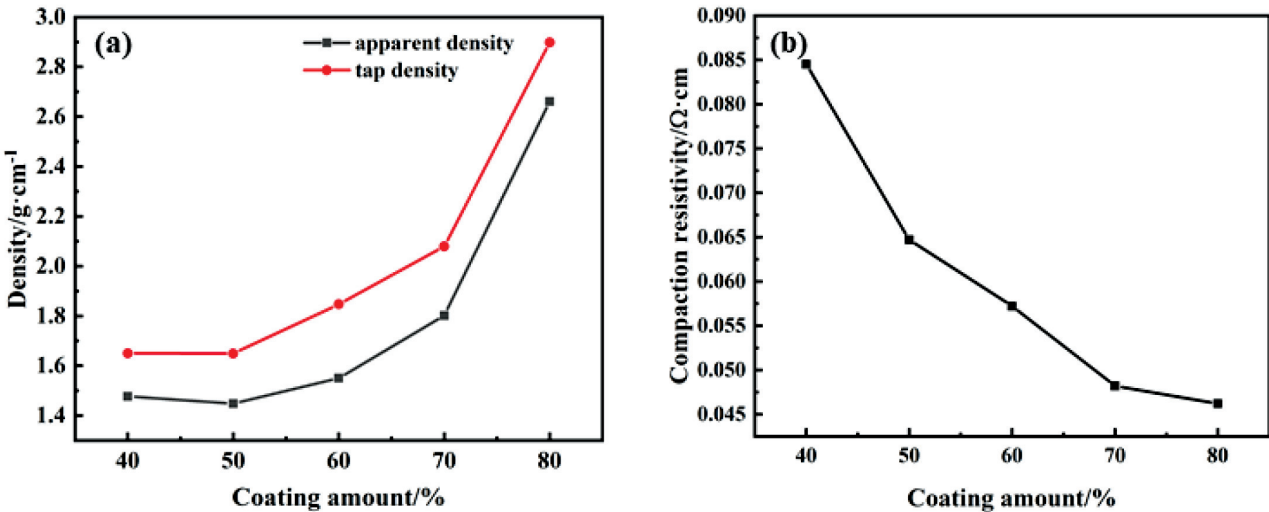 (a)
apparent density
tap density
Density/g·cm⁻¹
3.0
2.8
2.6
2.4
2.2
2.0
1.8
1.6
1.4
40 50 60 70 80
Coating amount/%
(b)
Compaction resistivity/Ω·cm
0.090
0.085
0.080
0.075
0.070
0.065
0.060
0.055
0.050
0.045
40 50 60 70 80
Coating amount/%